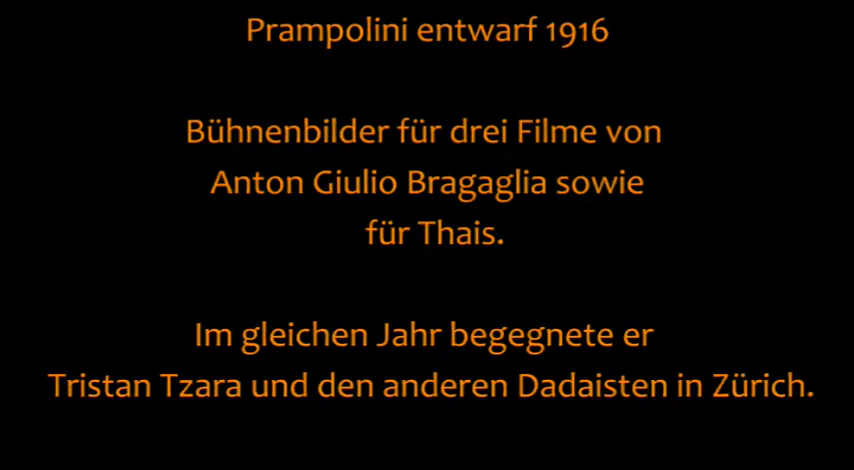 Prampolini entwarf 1916
Bühnenbilder für drei Filme von
Anton Giulio Bragaglia sowie
für Thais.
Im gleichen Jahr begegnete er
Tristan Tzara und den anderen Dadaisten in Zürich.